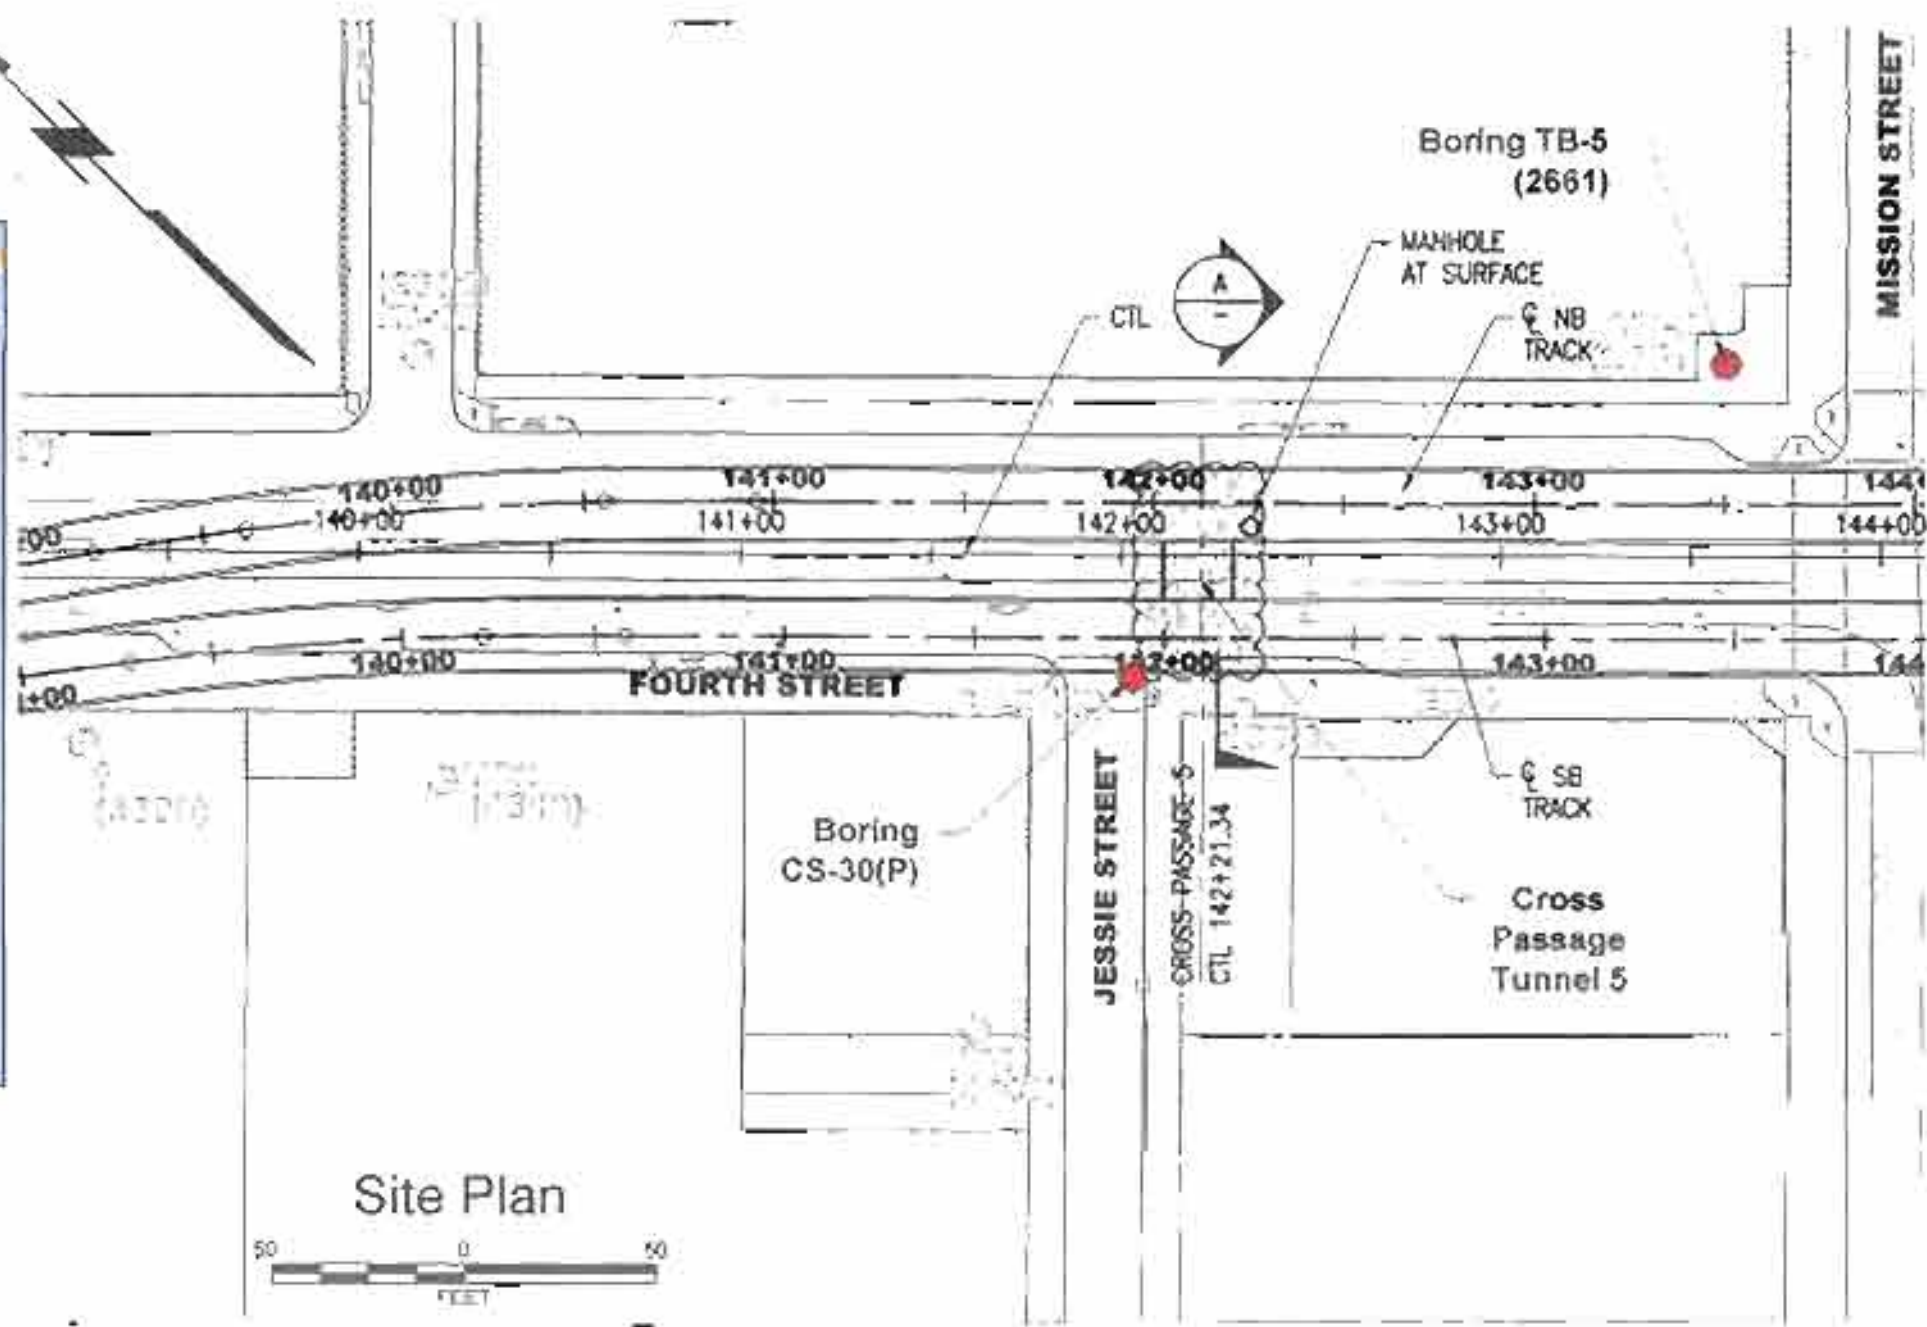 MISSION STREET
Boring TB-5
(2661)
MANHOLE
AT SURFACE
A
-
CTL
℄ NB
TRACK
140+00
141+00
142+00
143+00
140+00
141+00
142+00
143+00
144+00
140+00
141+00
142+00
143+00
FOURTH STREET
℄ SB
TRACK
Boring
CS-30(P)
JESSIE STREET
CROSS PASSAGE 5
CTL 142+21.34
Cross
Passage
Tunnel 5
Site Plan
50 0 50
FEET